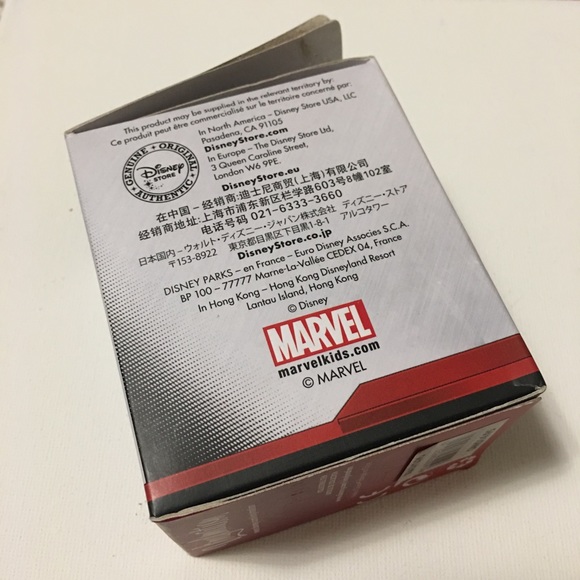 This product may be supplied in the relevant territory by:
Ce produit peut être commercialisé sur le territoire concerné par:
In North America – Disney Store USA, LLC
Pasadena, CA 91105
DisneyStore.com
In Europe – The Disney Store Ltd,
3 Queen Caroline Street,
London W6 9PE.
DisneyStore.eu
GENUINE • ORIGINAL • AUTHENTIC •
Disney
STORE
在中国 - 经销商:迪士尼商贸(上海)有限公司
经销商地址:上海市浦东新区栏学路603号8幢102室
电话号码 021-6333-3660
日本国内–ウォルト・ディズニー・ジャパン株式会社 ディズニー・ストア
〒153-8922 東京都目黒区下目黒1-8-1 アルコタワー
DisneyStore.co.jp
DISNEY PARKS – en France – Euro Disney Associes S.C.A.
BP 100 – 77777 Marne-La-Vallée CEDEX 04, France
In Hong Kong – Hong Kong Disneyland Resort
Lantau Island, Hong Kong
© Disney
MARVEL
marvelkids.com
© MARVEL